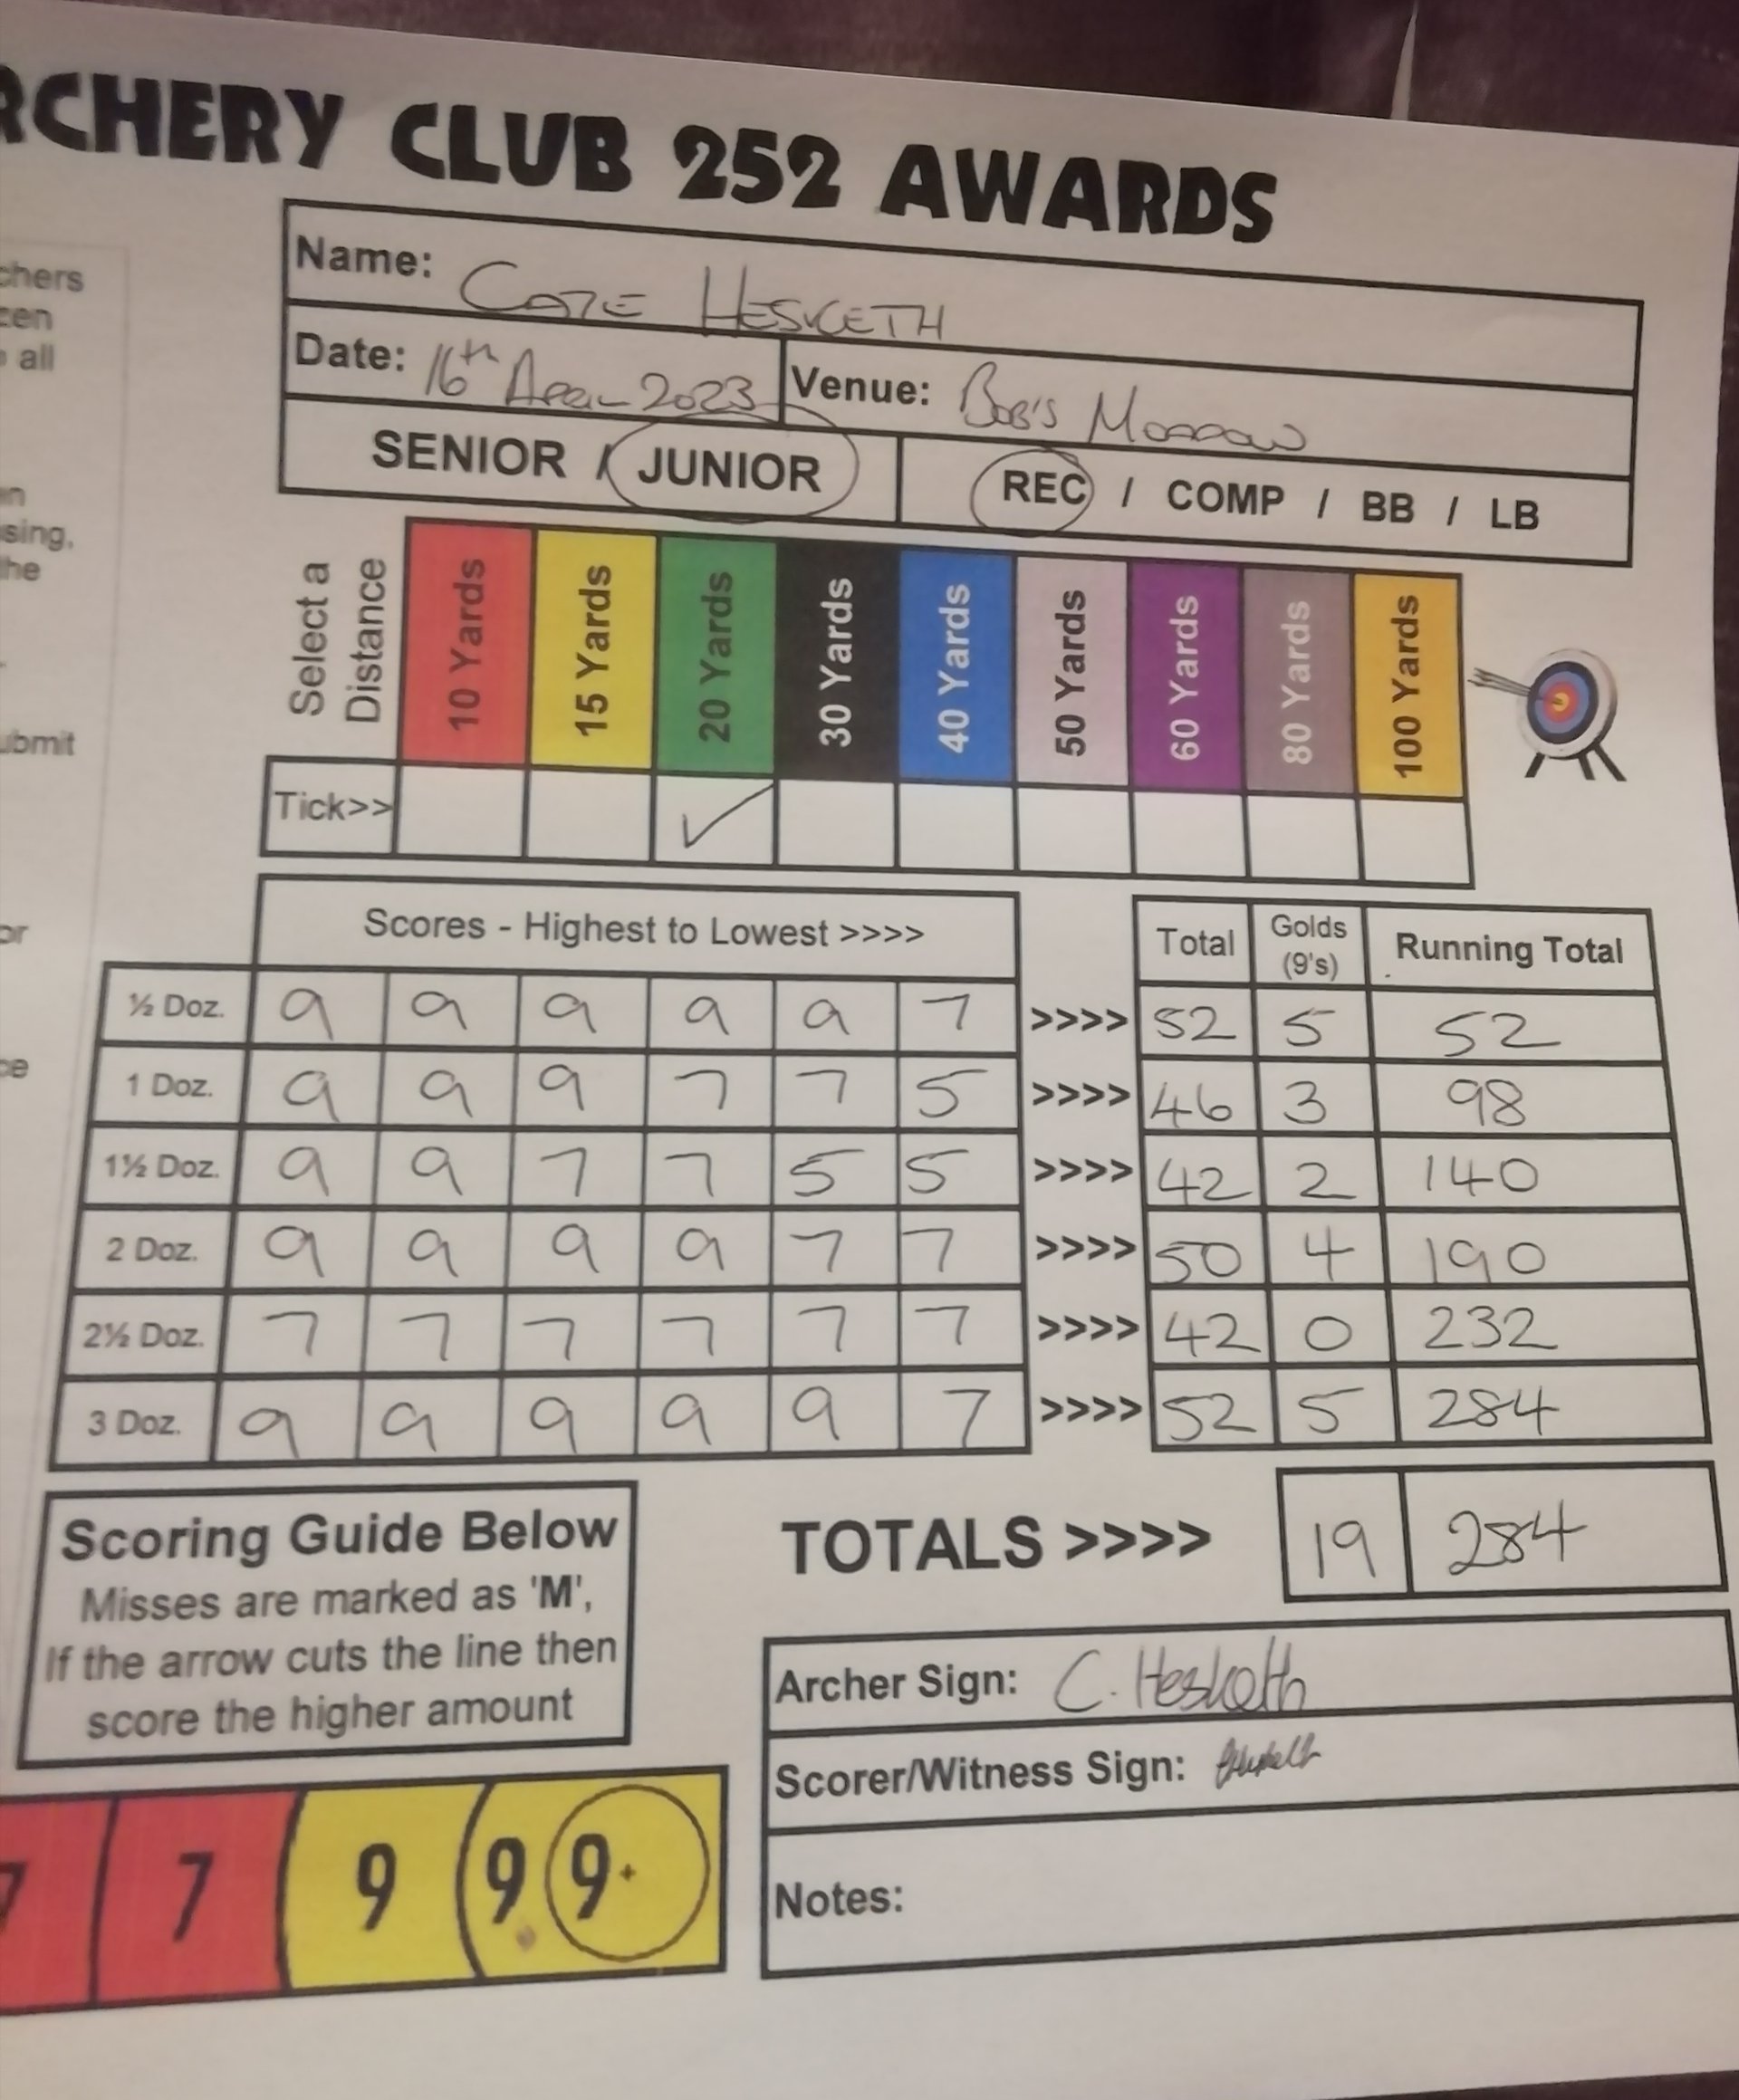 RCHERY CLUB 252 AWARDS
chers
zen
all
n
sing,
the
ubmit
or
ce
Name: CATE HESKETH
Date: 16th APRIL 2023 Venue: BOB'S MORROW
SENIOR / JUNIOR REC / COMP / BB / LB
Select a Distance 10 Yards 15 Yards 20 Yards 30 Yards 40 Yards 50 Yards 60 Yards 80 Yards 100 Yards
Tick>> ✓
Scores - Highest to Lowest >>>> Total Golds (9's) Running Total
½ Doz. 9 9 9 9 9 7 >>>> 52 5 52
1 Doz. 9 9 9 7 7 5 >>>> 46 3 98
1½ Doz. 9 9 7 7 5 5 >>>> 42 2 140
2 Doz. 9 9 9 9 7 7 >>>> 50 4 190
2½ Doz. 7 7 7 7 7 7 >>>> 42 0 232
3 Doz. 9 9 9 9 9 7 >>>> 52 5 284
TOTALS >>>> 19 284
Scoring Guide Below
Misses are marked as 'M',
If the arrow cuts the line then
score the higher amount
7 7 9 9 9
Archer Sign: C. Hesketh
Scorer/Witness Sign:
Notes: